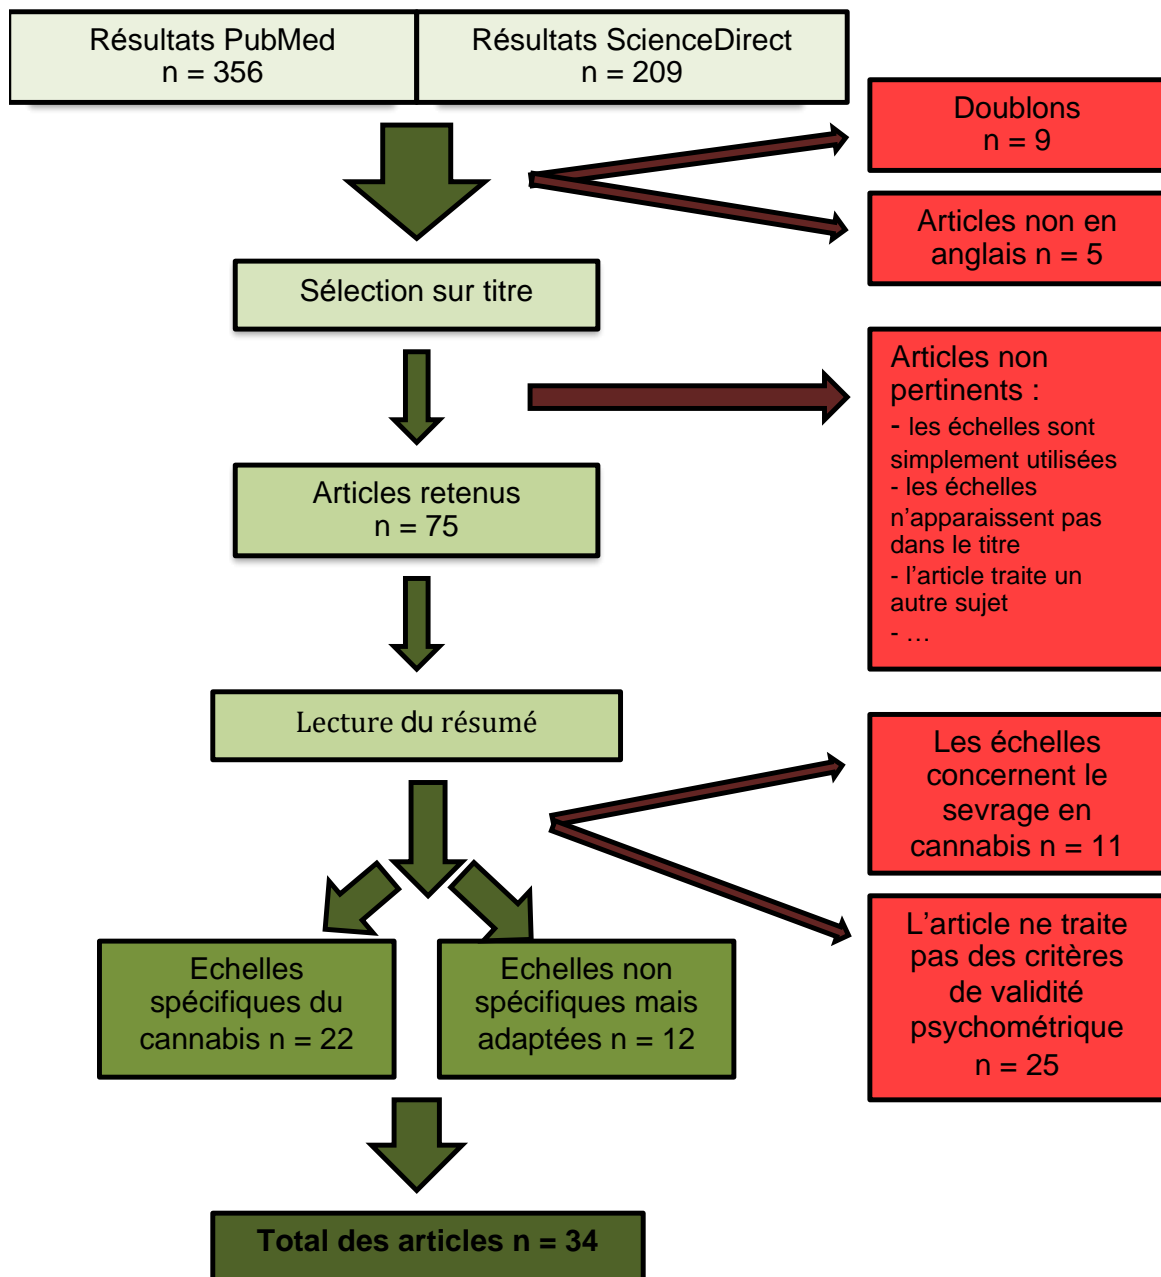 Résultats PubMed
n = 356
Résultats ScienceDirect
n = 209
Doublons
n = 9
Articles non en
anglais n = 5
Sélection sur titre
Articles non
pertinents :
- les échelles sont
simplement utilisées
- les échelles
n’apparaissent pas
dans le titre
- l’article traite un
autre sujet
- …
Articles retenus
n = 75
Lecture du résumé
Les échelles
concernent le
sevrage en
cannabis n = 11
L’article ne traite
pas des critères
de validité
psychométrique
n = 25
Echelles
spécifiques du
cannabis n = 22
Echelles non
spécifiques mais
adaptées n = 12
Total des articles n = 34